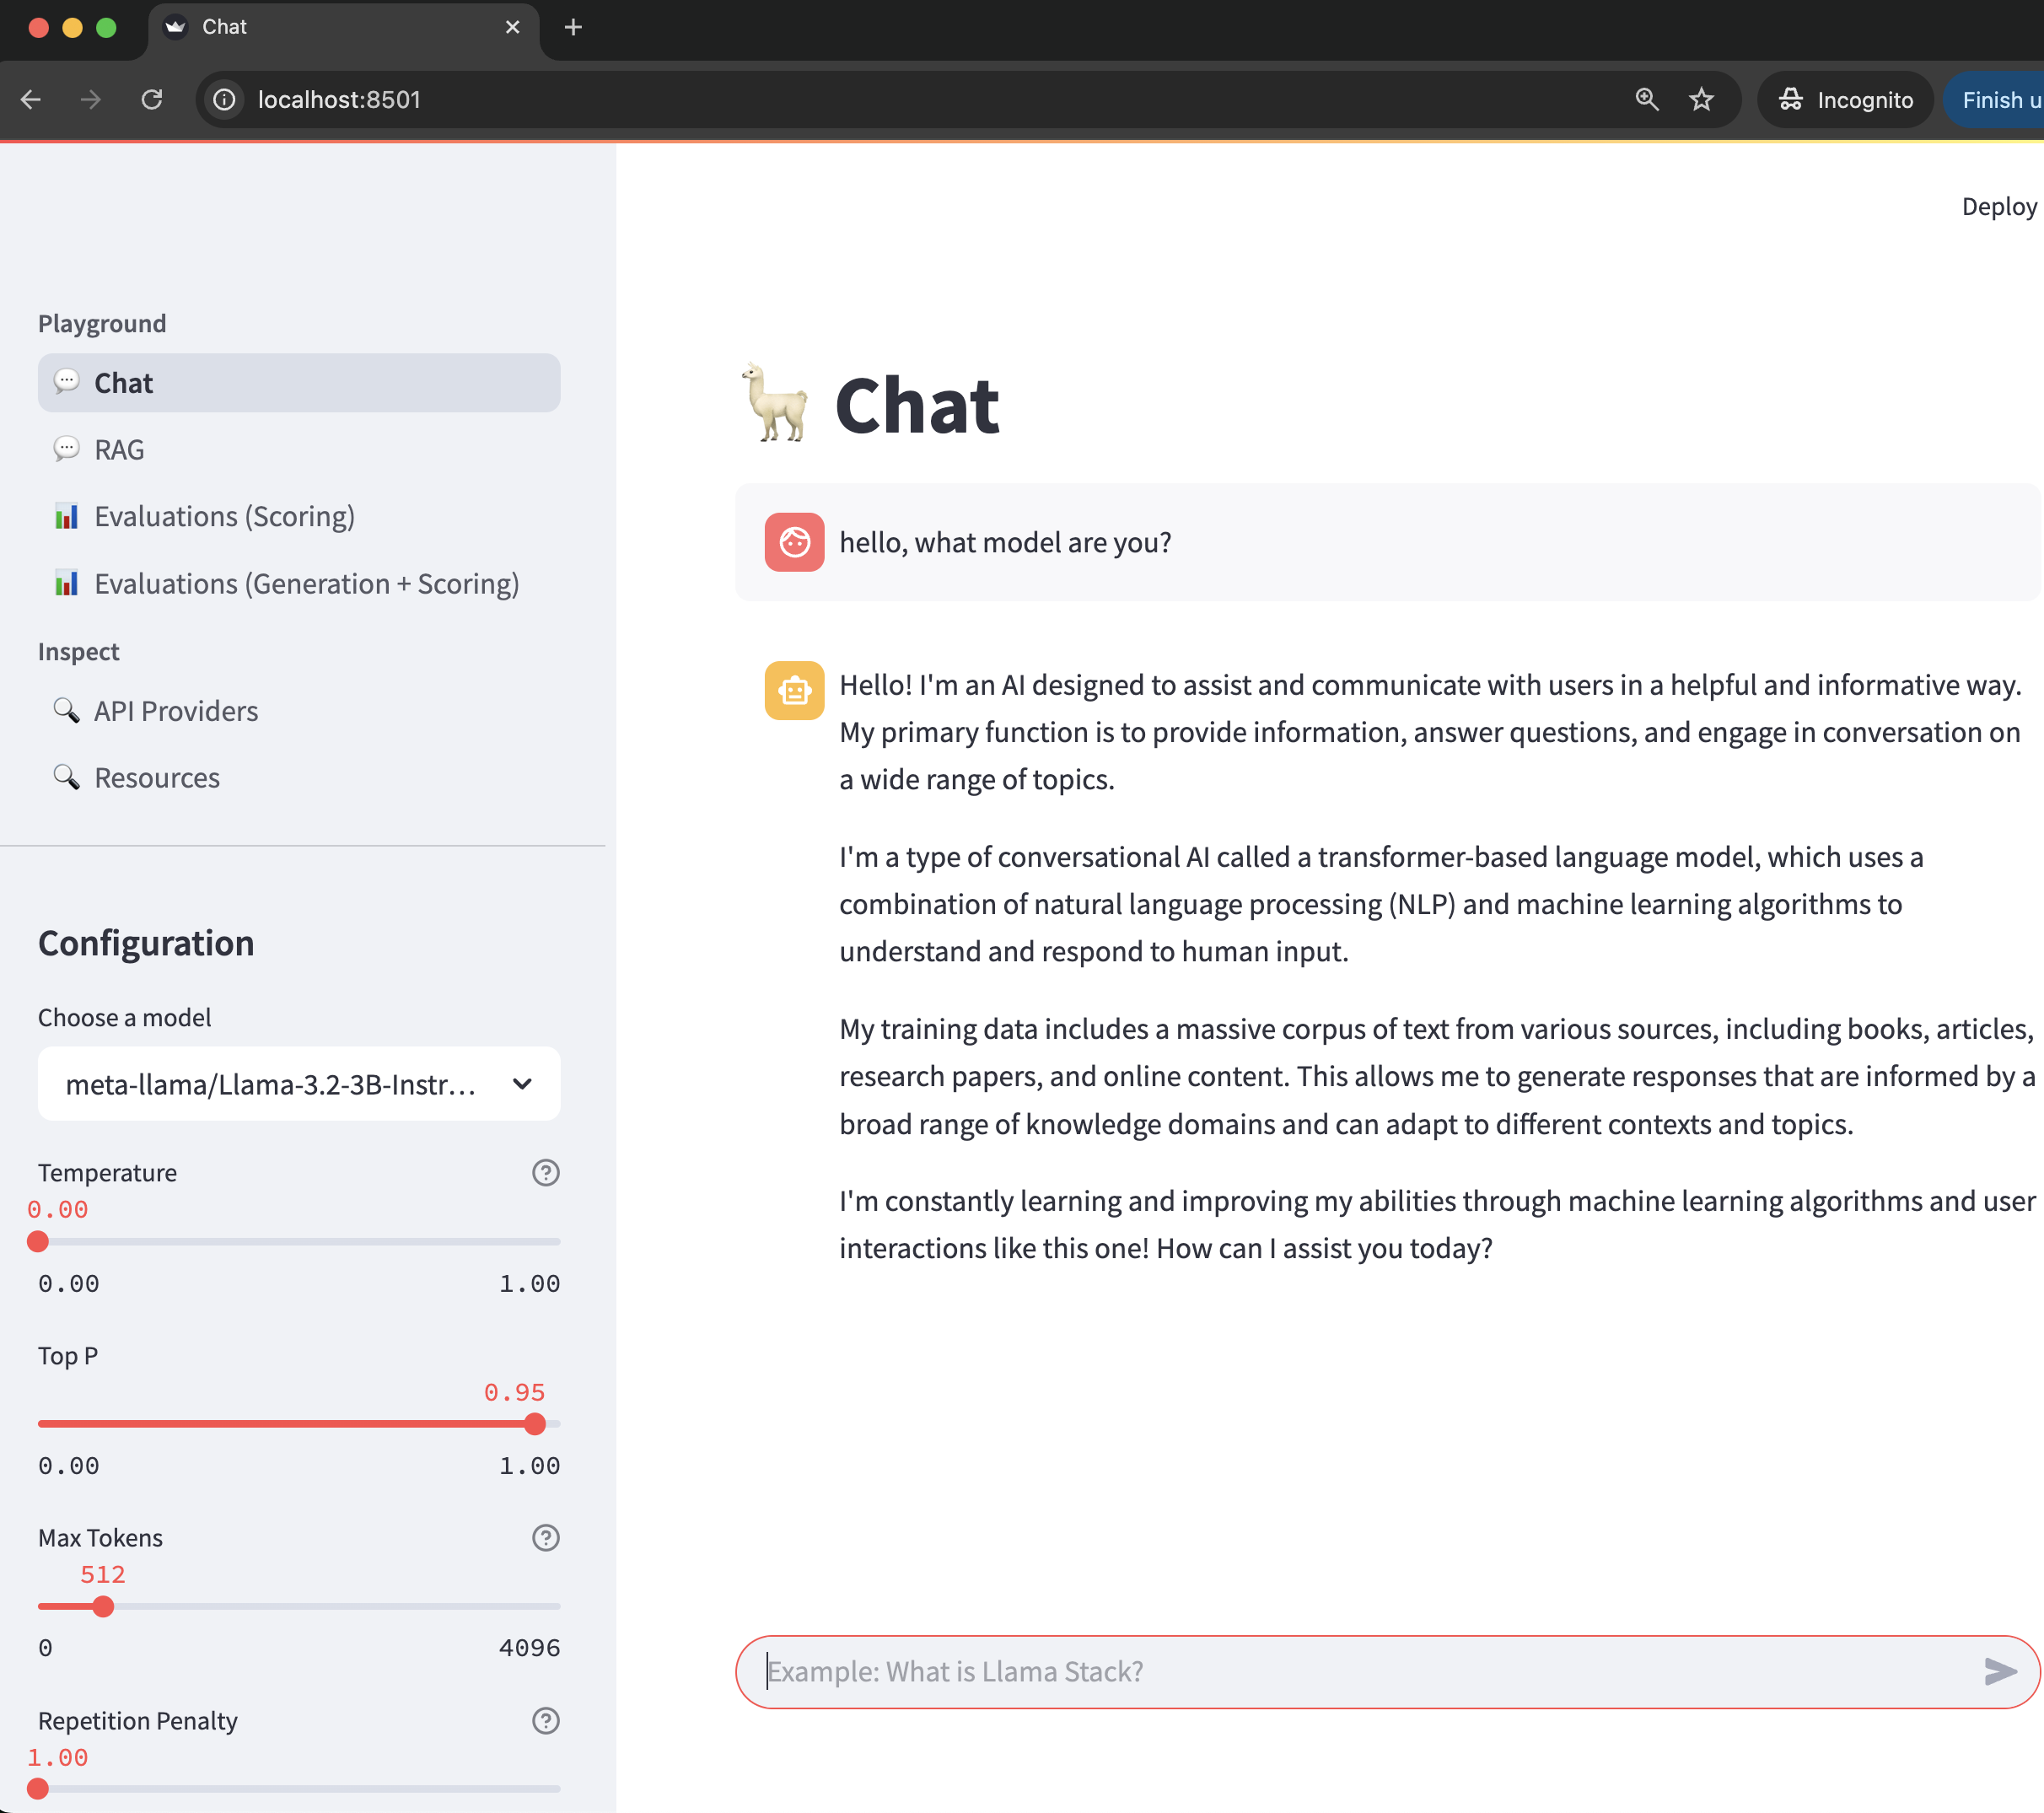 Chat
localhost:8501
Incognito
Finish u
Deploy
Playground
Chat
RAG
Evaluations (Scoring)
Evaluations (Generation + Scoring)
Inspect
API Providers
Resources
Configuration
Choose a model
meta-llama/Llama-3.2-3B-Instr...
Temperature
0.00
0.00 1.00
Top P
0.95
0.00 1.00
Max Tokens
512
0 4096
Repetition Penalty
1.00
Chat
hello, what model are you?
Hello! I'm an AI designed to assist and communicate with users in a helpful and informative way.
My primary function is to provide information, answer questions, and engage in conversation on
a wide range of topics.
I'm a type of conversational AI called a transformer-based language model, which uses a
combination of natural language processing (NLP) and machine learning algorithms to
understand and respond to human input.
My training data includes a massive corpus of text from various sources, including books, articles,
research papers, and online content. This allows me to generate responses that are informed by a
broad range of knowledge domains and can adapt to different contexts and topics.
I'm constantly learning and improving my abilities through machine learning algorithms and user
interactions like this one! How can I assist you today?
Example: What is Llama Stack?